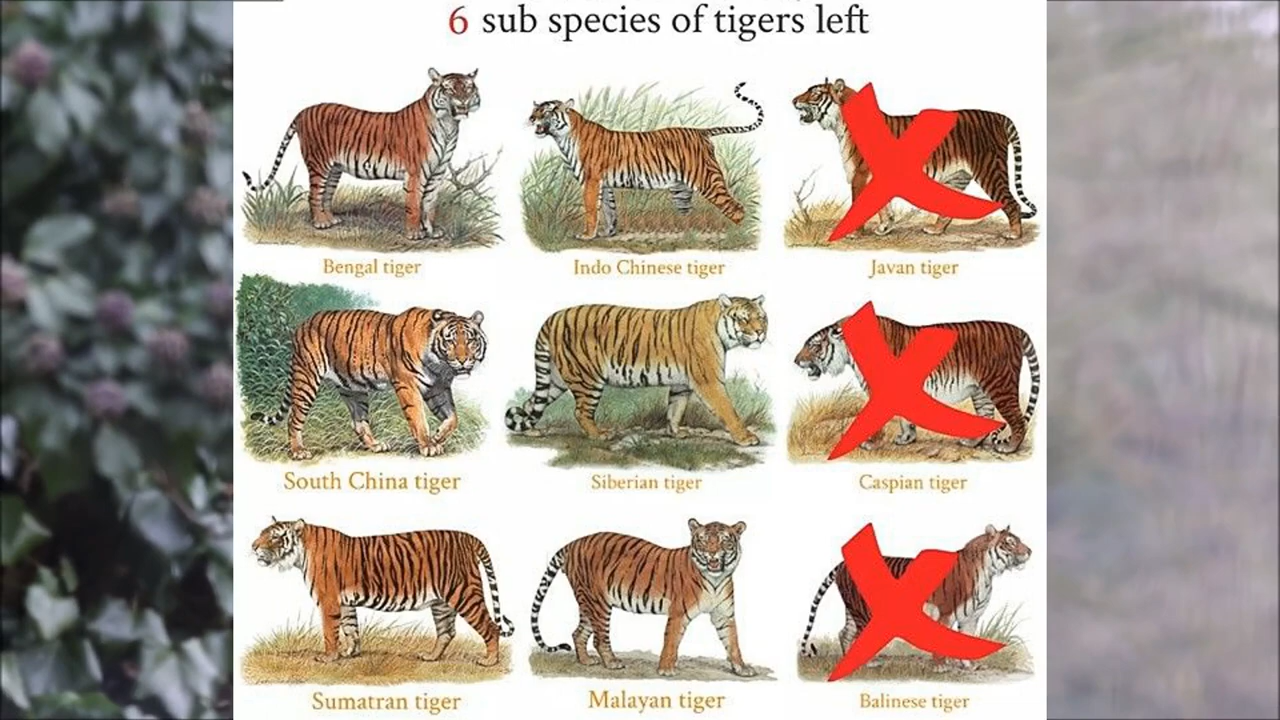 6 sub species of tigers left
Bengal tiger
Indo Chinese tiger
Javan tiger
South China tiger
Siberian tiger
Caspian tiger
Sumatran tiger
Malayan tiger
Balinese tiger